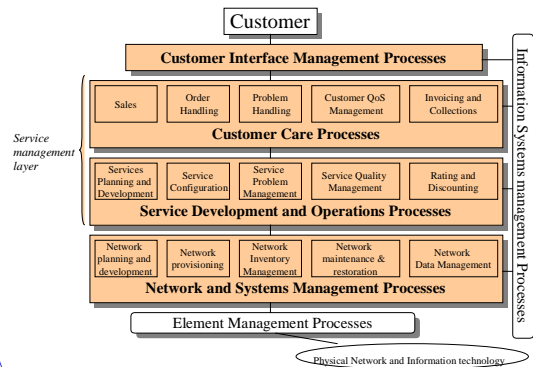 Customer
Customer Interface Management Processes
Sales
Order
Handling
Problem
Handling
Customer QoS
Management
Invoicing and
Collections
Customer Care Processes
Service
management
layer
Services
Planning and
Development
Service
Configuration
Service
Problem
Management
Service Quality
Management
Rating and
Discounting
Service Development and Operations Processes
Network
planning and
development
Network
provisioning
Network
Inventory
Management
Network
maintenance &
restoration
Network
Data Management
Network and Systems Management Processes
Element Management Processes
Physical Network and Information technology
Information Systems management Processes